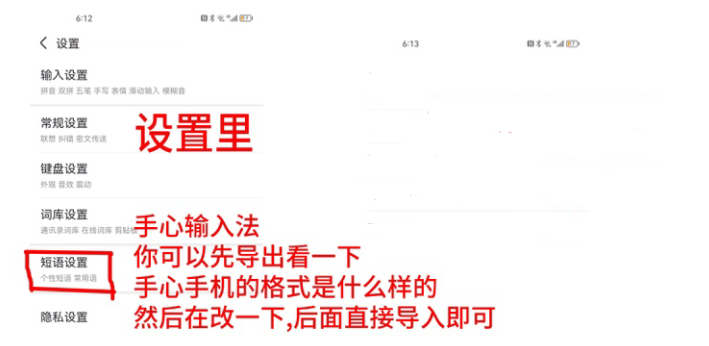 6:12
设置
输入设置
拼音 双拼 五笔 手写 表情 滑动输入 模糊音
常规设置
联想 纠错 密文传送
设置里
键盘设置
外观 音效 震动
词库设置
通讯录词库 在线词库 剪贴板
手心输入法
你可以先导出看一下
短语设置
个性短语 常用语
手心手机的格式是什么样的
然后在改一下,后面直接导入即可
隐私设置
6:13